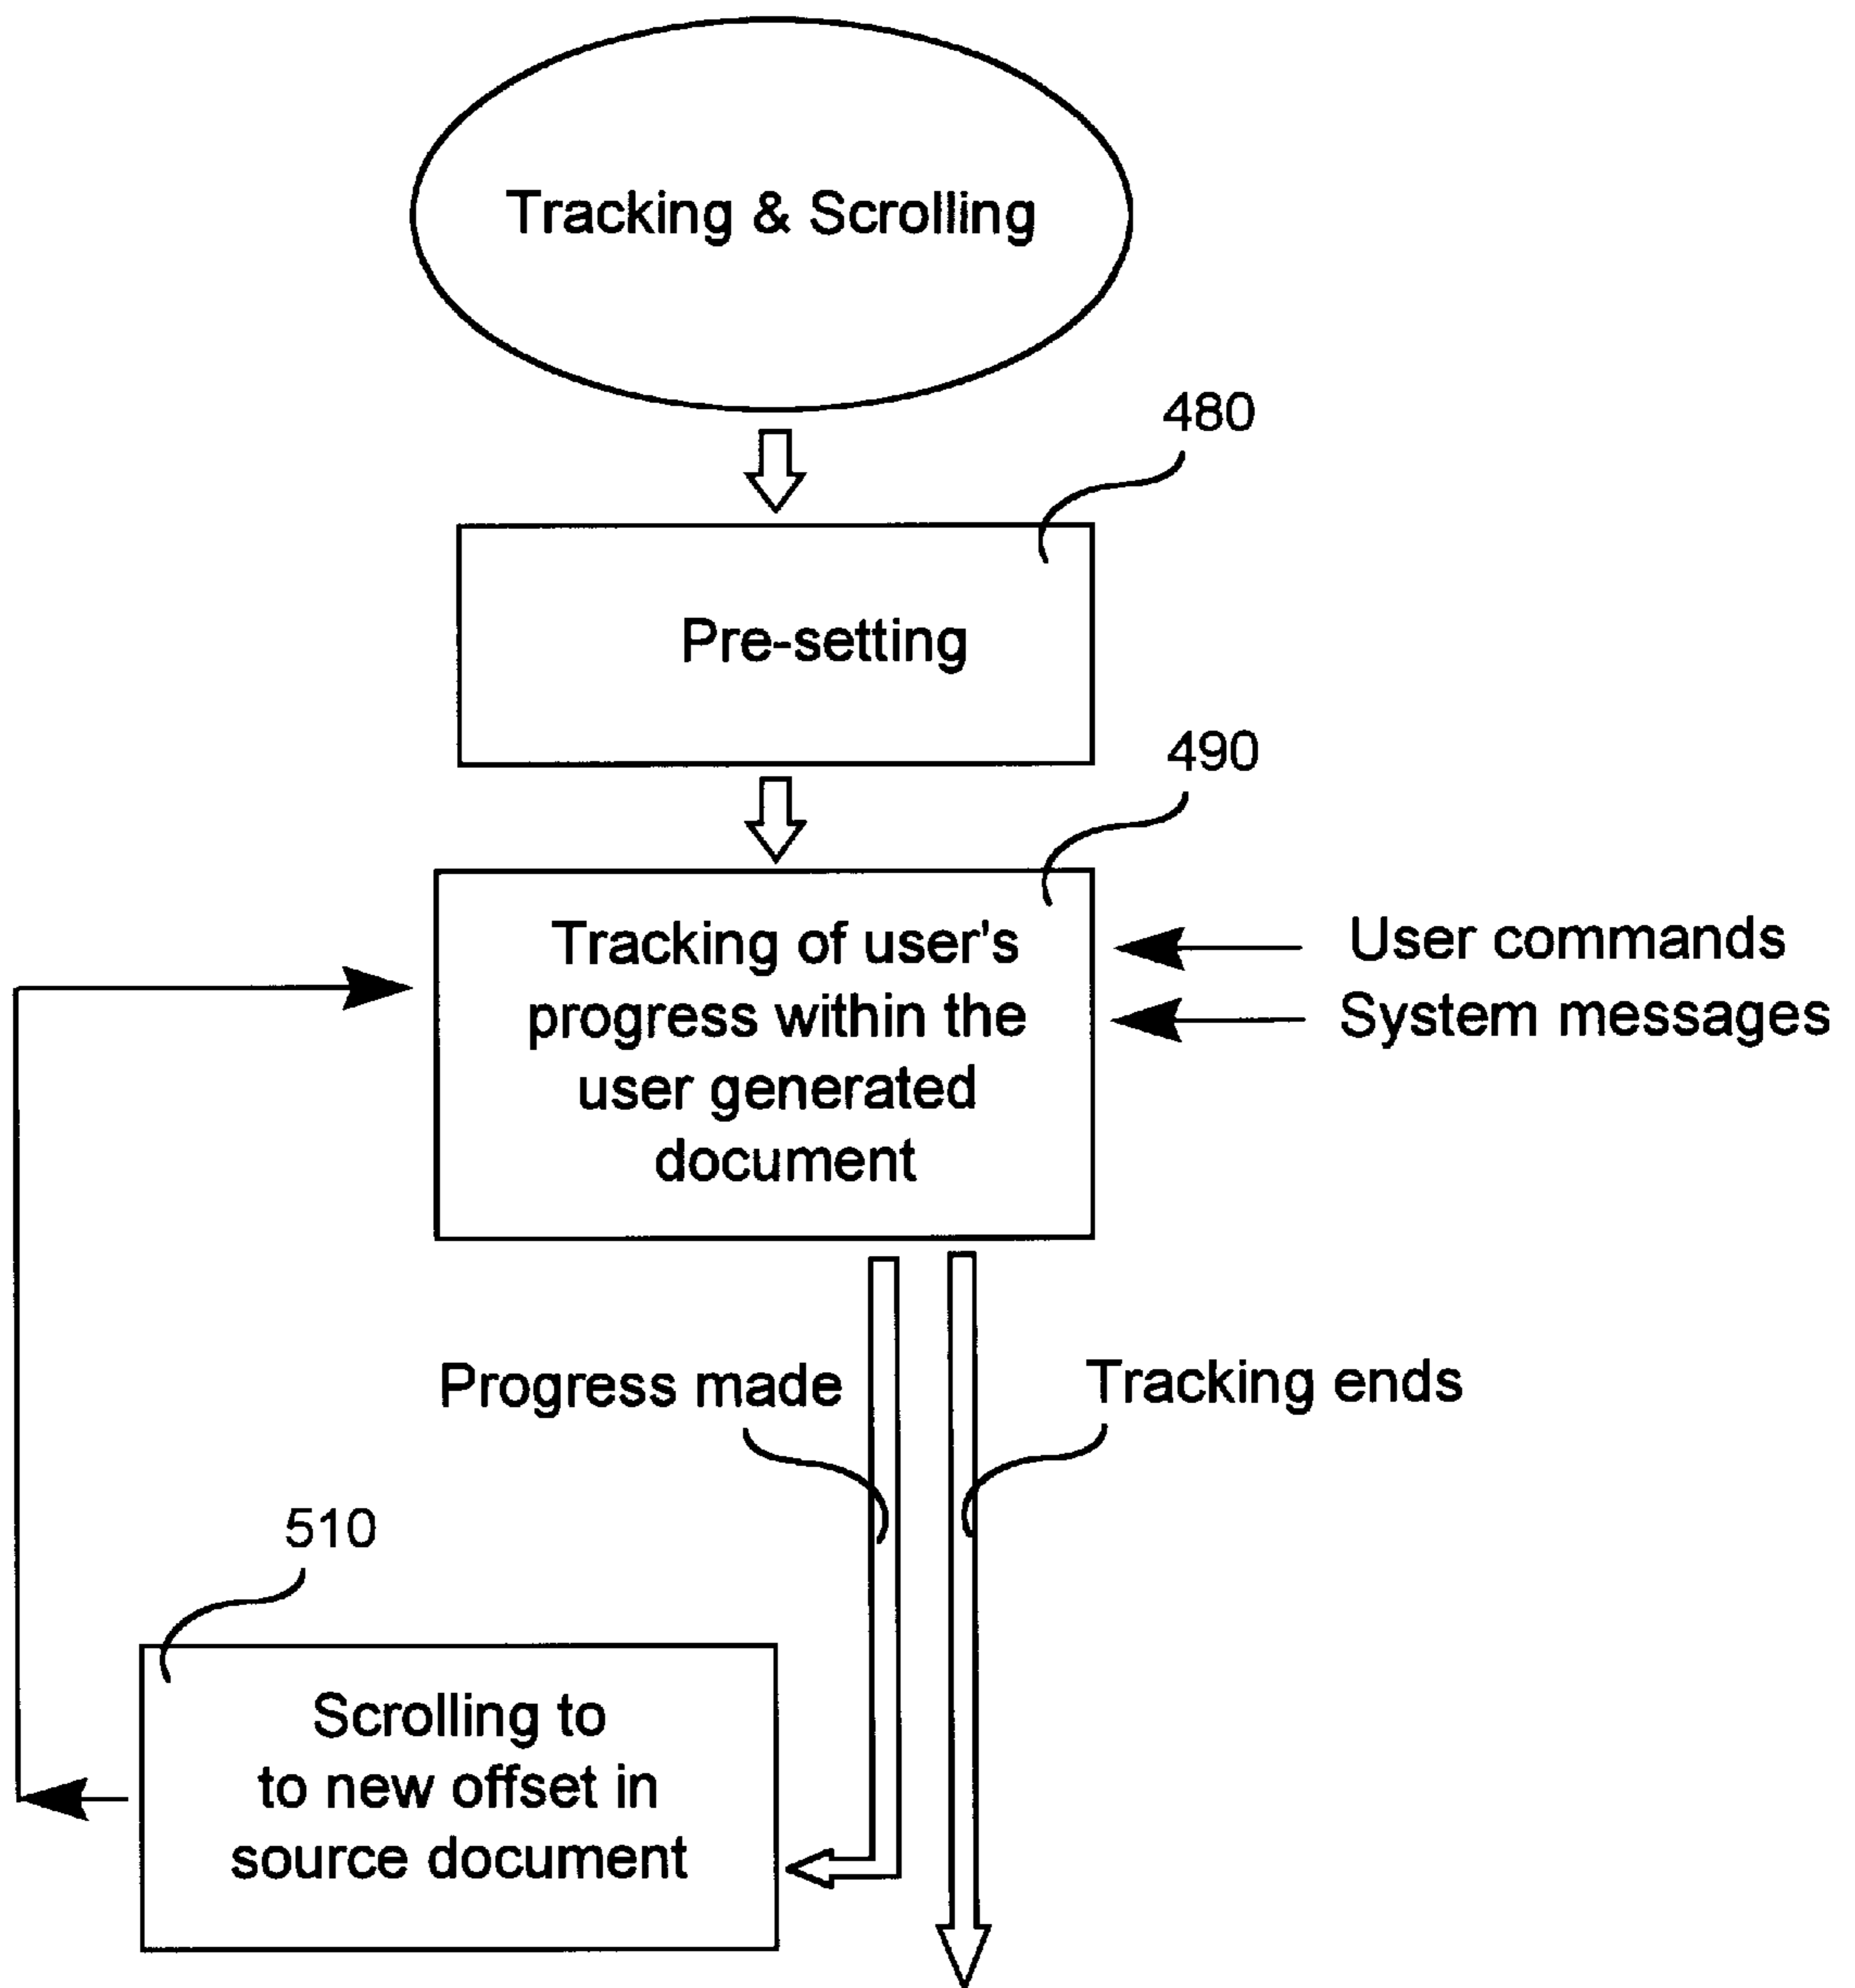 Tracking & Scrolling
480
Pre-setting
490
Tracking of user's
progress within the
user generated
document
User commands
System messages
Progress made
Tracking ends
510
Scrolling to
to new offset in
source document